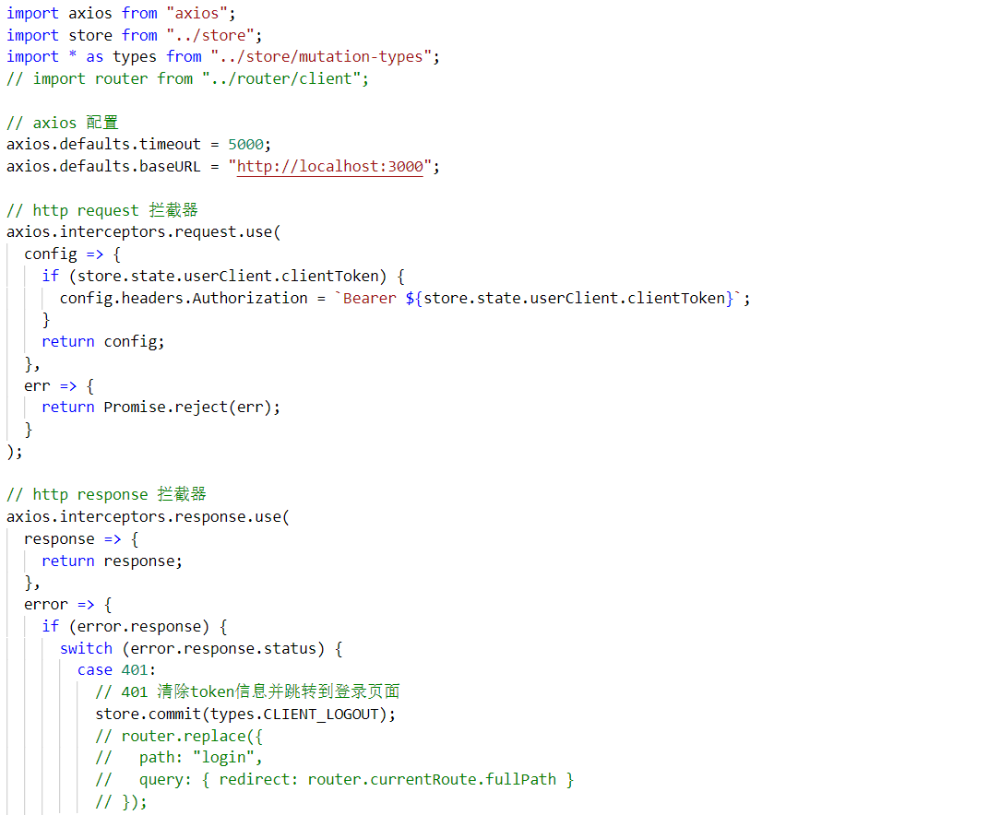 import axios from "axios";
import store from "../store";
import * as types from "../store/mutation-types";
// import router from "../router/client";

// axios 配置
axios.defaults.timeout = 5000;
axios.defaults.baseURL = "http://localhost:3000";

// http request 拦截器
axios.interceptors.request.use(
  config => {
    if (store.state.userClient.clientToken) {
      config.headers.Authorization = `Bearer ${store.state.userClient.clientToken}`;
    }
    return config;
  },
  err => {
    return Promise.reject(err);
  }
);

// http response 拦截器
axios.interceptors.response.use(
  response => {
    return response;
  },
  error => {
    if (error.response) {
      switch (error.response.status) {
        case 401:
          // 401 清除token信息并跳转到登录页面
          store.commit(types.CLIENT_LOGOUT);
          // router.replace({
          //   path: "login",
          //   query: { redirect: router.currentRoute.fullPath }
          // });